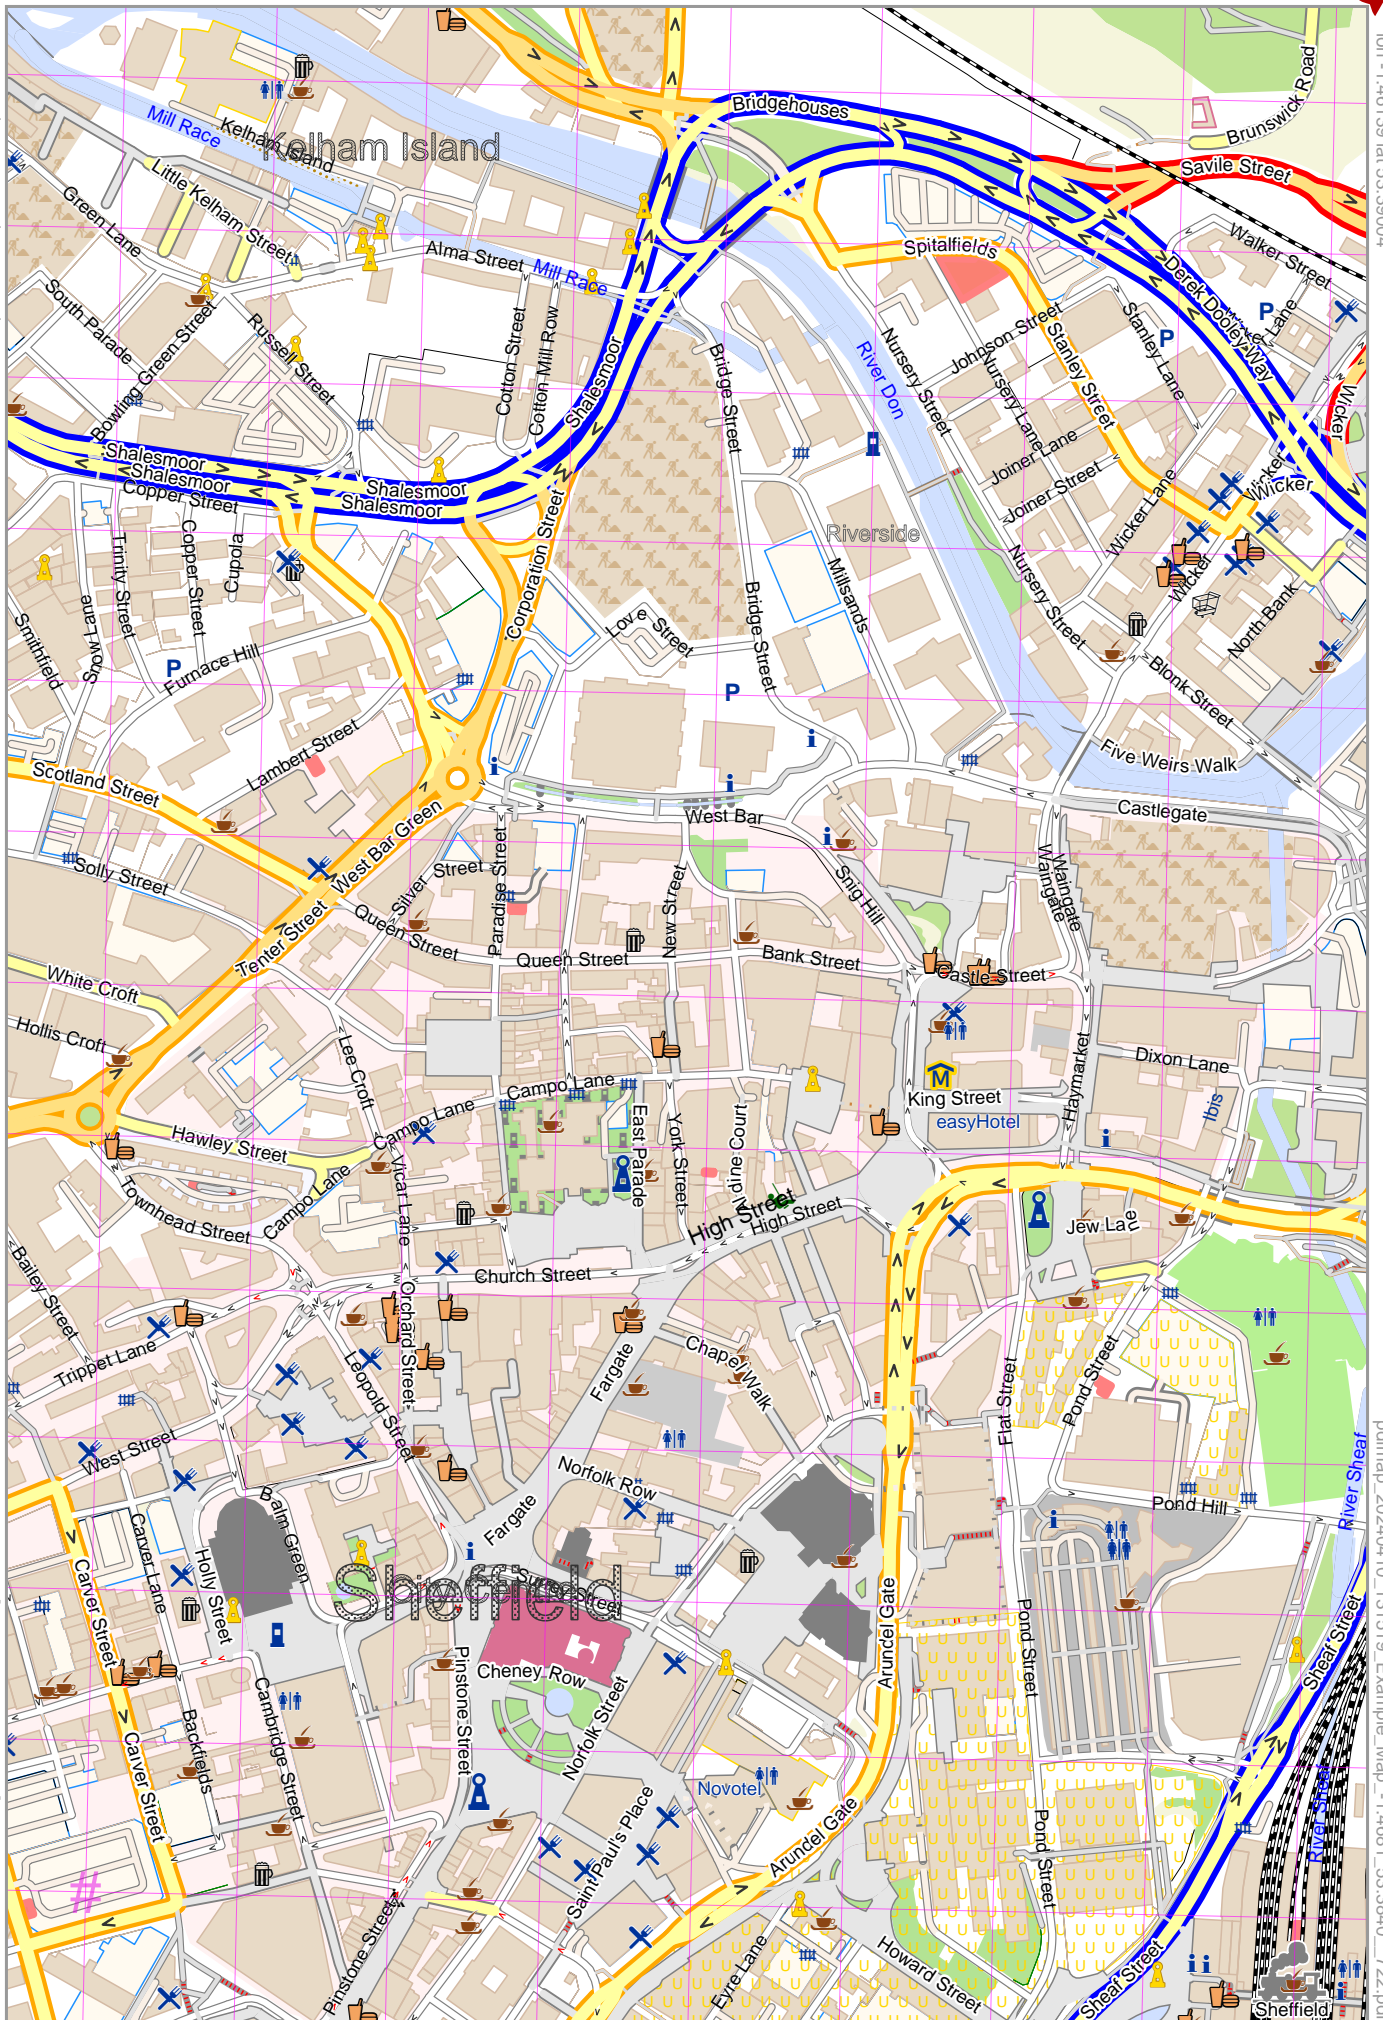 Bridgehouses
Brunswick Road
Mill Race
Kelham Island
Kelham Island
Savile Street
Little Kelham Street
Green Lane
Spitalfields
Walker Street
Alma Street
Mill Race
Derek Dooley Way
South Parade
Bowling Green Street
Russell Street
Cotton Street
Cotton Mill Row
Shalesmoor
Bridge Street
River Don
Nursery Street
Johnson Street
Nursery Lane
Stanley Street
Stanley Lane
P
P
Wicker
Joiner Lane
Joiner Street
Wicker Lane
Wicker
Wicker
Shalesmoor
Shalesmoor
Shalesmoor
Shalesmoor
Copper Street
Corporation Street
Riverside
Trinity Street
Copper Street
Cupola
Snow Lane
Smithfield
Furnace Hill
P
Love Street
Bridge Street
Millsands
Nursery Street
Wicker
North Bank
Blonk Street
P
Five Weirs Walk
Lambert Street
Scotland Street
West Bar
Castlegate
West Bar Green
Solly Street
Silver Street
Paradise Street
New Street
Snig Hill
Waingate
Waingate
Tenter Street
Queen Street
Queen Street
Bank Street
Castle Street
White Croft
Hollis Croft
Lee Croft
Haymarket
Dixon Lane
M
King Street
easyHotel
Ibis
Campo Lane
Campo Lane
Campo Lane
Hawley Street
Vicar Lane
East Parade
York Street
High Street
High Street
Jew Lane
Townhead Street
Bailey Street
Church Street
Orchard Street
Trippet Lane
Leopold Street
Fargate
Chapel Walk
Flat Street
Pond Street
West Street
Norfolk Row
Fargate
Pond Hill
River Sheaf
Balm Green
Carver Lane
Holly Street
Carver Street
Sheffield
Surrey Street
Arundel Gate
Pond Street
Sheaf Street
Cheney Row
Pinstone Street
Norfolk Street
Cambridge Street
Backfields
Carver Street
Novotel
Saint Paul's Place
Arundel Gate
Pond Street
River Sheaf
#
Pinstone Street
Eyre Lane
Howard Street
Sheaf Street
Sheffield